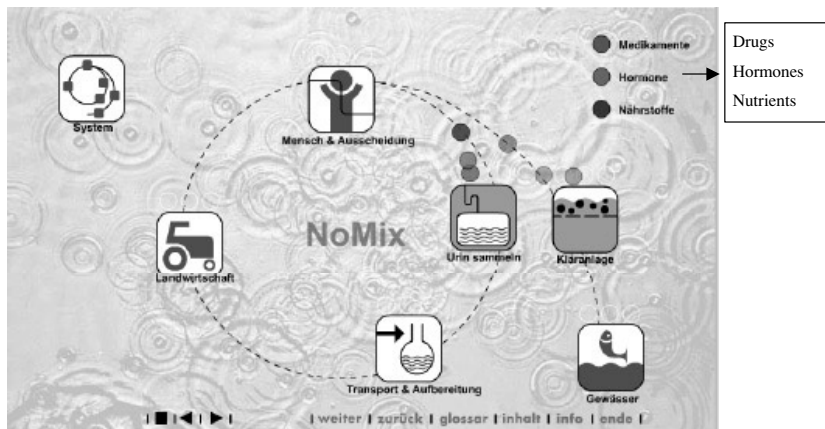 Medikamente
Hormone
Nährstoffe
Drugs
Hormones
Nutrients
System
Mensch & Ausscheidung
NoMix
Landwirtschaft
Urin sammeln
Kläranlage
Transport & Aufbereitung
Gewässer
| weiter | zurück | glossar | inhalt | info | ende |